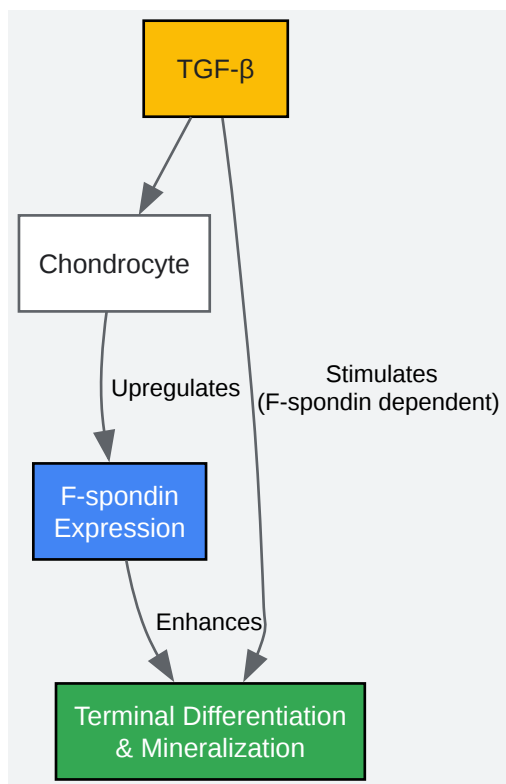 TGF-β
Chondrocyte
Upregulates
Stimulates
(F-spondin dependent)
F-spondin
Expression
Enhances
Terminal Differentiation
& Mineralization